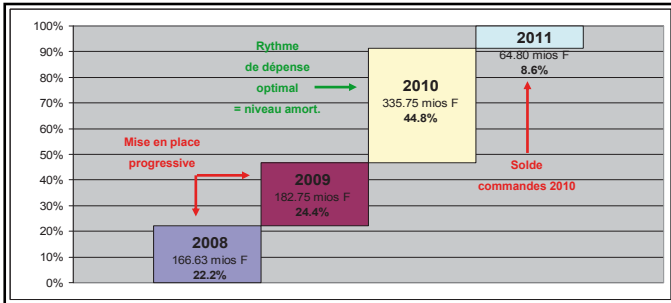 100%
90%
80%
70%
60%
50%
40%
30%
20%
10%
0%
2011
64.80 mios F
8.6%
Rythme
de dépense
optimal
= niveau amort.
2010
335.75 mios F
44.8%
Mise en place
progressive
Solde
commandes 2010
2009
182.75 mios F
24.4%
2008
166.63 mios F
22.2%